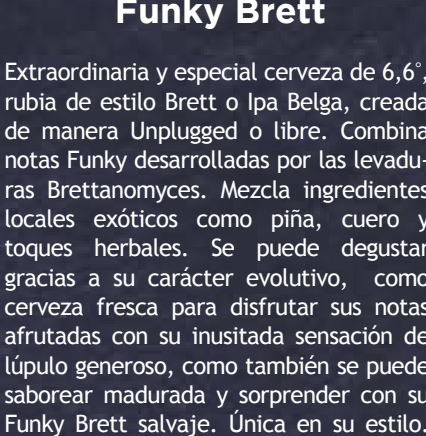 Funky Brett
Extraordinaria y especial cerveza de 6,6°,
rubia de estilo Brett o Ipa Belga, creada
de manera Unplugged o libre. Combina
notas Funky desarrolladas por las levadu-
ras Brettanomyces. Mezcla ingredientes
locales exóticos como piña, cuero y
toques herbales. Se puede degustar
gracias a su carácter evolutivo, como
cerveza fresca para disfrutar sus notas
afrutadas con su inusitada sensación de
lúpulo generoso, como también se puede
saborear madurada y sorprender con su
Funky Brett salvaje. Única en su estilo.